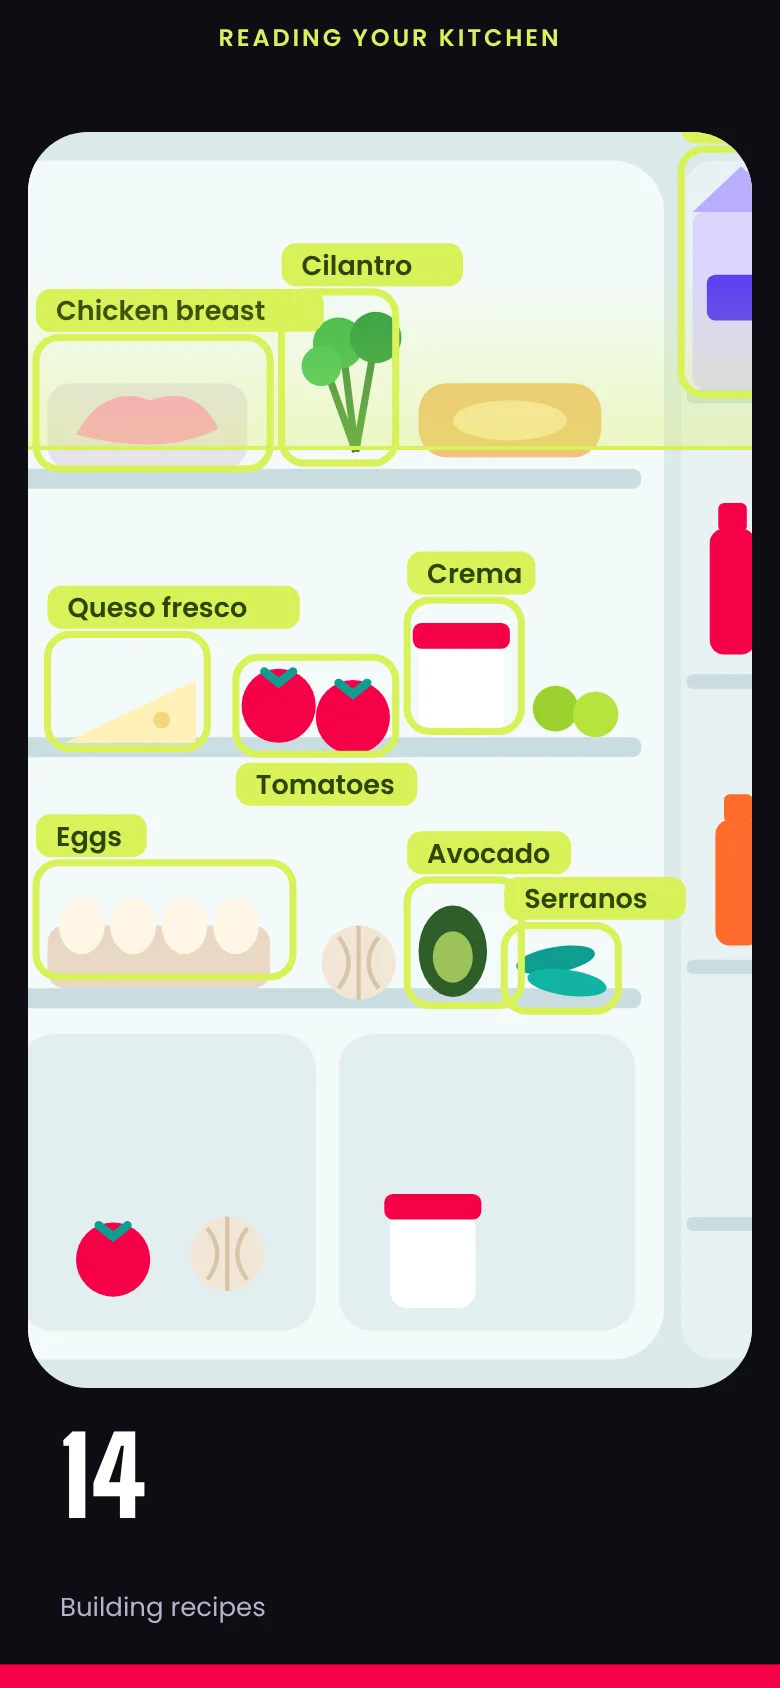 READING YOUR KITCHEN
Cilantro
Chicken breast
Crema
Queso fresco
Tomatoes
Eggs
Avocado
Serranos
14
Building recipes